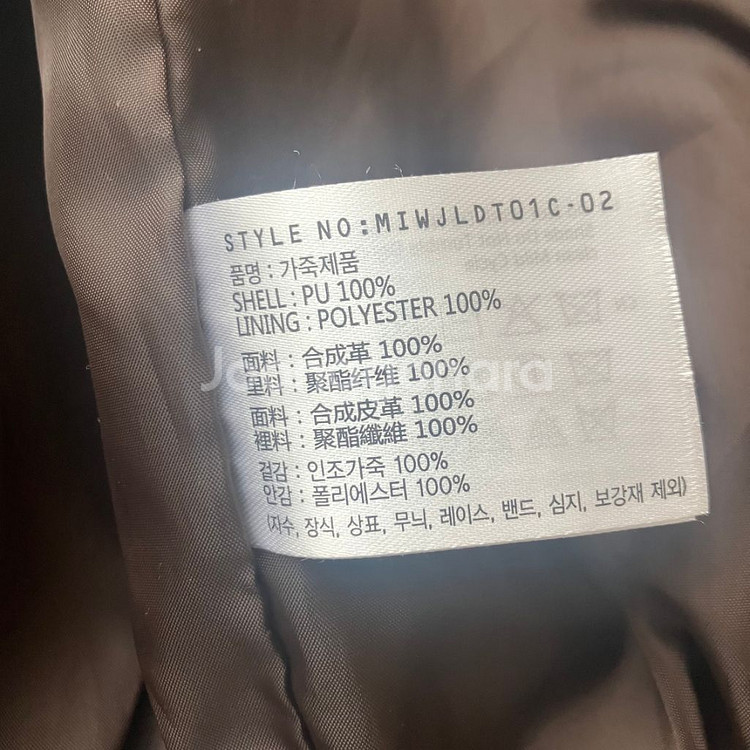 STYLE NO:MIWJLDT01C-02
품명 : 가죽제품
SHELL : PU 100%
LINING : POLYESTER 100%
面料 : 合成革 100%
里料 : 聚酯纤维 100%
面料 : 合成皮革 100%
裡料 : 聚酯纖維 100%
겉감 : 인조가죽 100%
안감 : 폴리에스터 100%
(자수, 장식, 상표, 무늬, 레이스, 밴드, 심지, 보강재 제외)